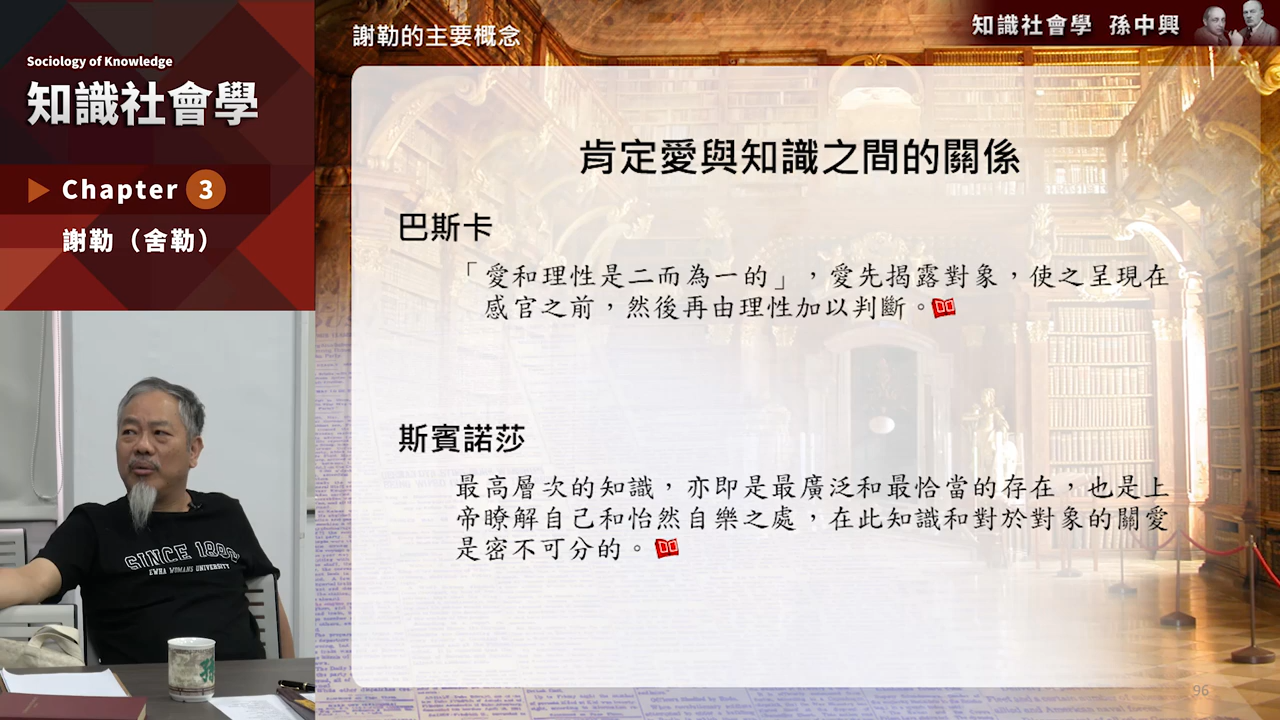 Sociology of Knowledge
知識社會學
Chapter 3
謝勒（舍勒）
謝勒的主要概念
知識社會學 孫中興
肯定愛與知識之間的關係
巴斯卡
「愛和理性是二而為一的」，愛先揭露對象，使之呈現在
感官之前，然後再由理性加以判斷。
斯賓諾莎
最高層次的知識，亦即是最廣泛和最恰當的存在，也是上
帝瞭解自己和怡然自樂之處，在此知識和對於對象的關愛
是密不可分的。
96
EWHA WOMANS UNIVERSITY